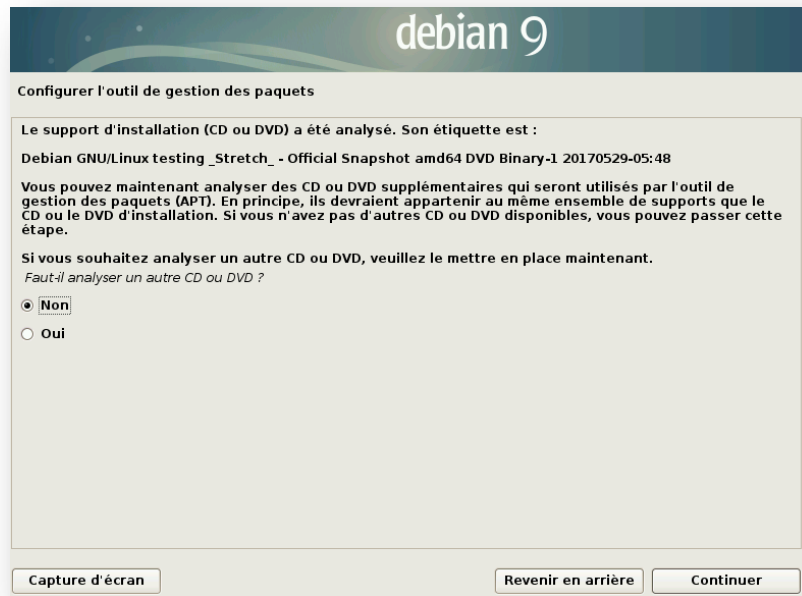 debian 9
Configurer l'outil de gestion des paquets
Le support d'installation (CD ou DVD) a été analysé. Son étiquette est :
Debian GNU/Linux testing _Stretch_ - Official Snapshot amd64 DVD Binary-1 20170529-05:48
Vous pouvez maintenant analyser des CD ou DVD supplémentaires qui seront utilisés par l'outil de
gestion des paquets (APT). En principe, ils devraient appartenir au même ensemble de supports que le
CD ou le DVD d'installation. Si vous n'avez pas d'autres CD ou DVD disponibles, vous pouvez passer cette
étape.
Si vous souhaitez analyser un autre CD ou DVD, veuillez le mettre en place maintenant.
Faut-il analyser un autre CD ou DVD ?
Non
Oui
Capture d'écran
Revenir en arrière
Continuer